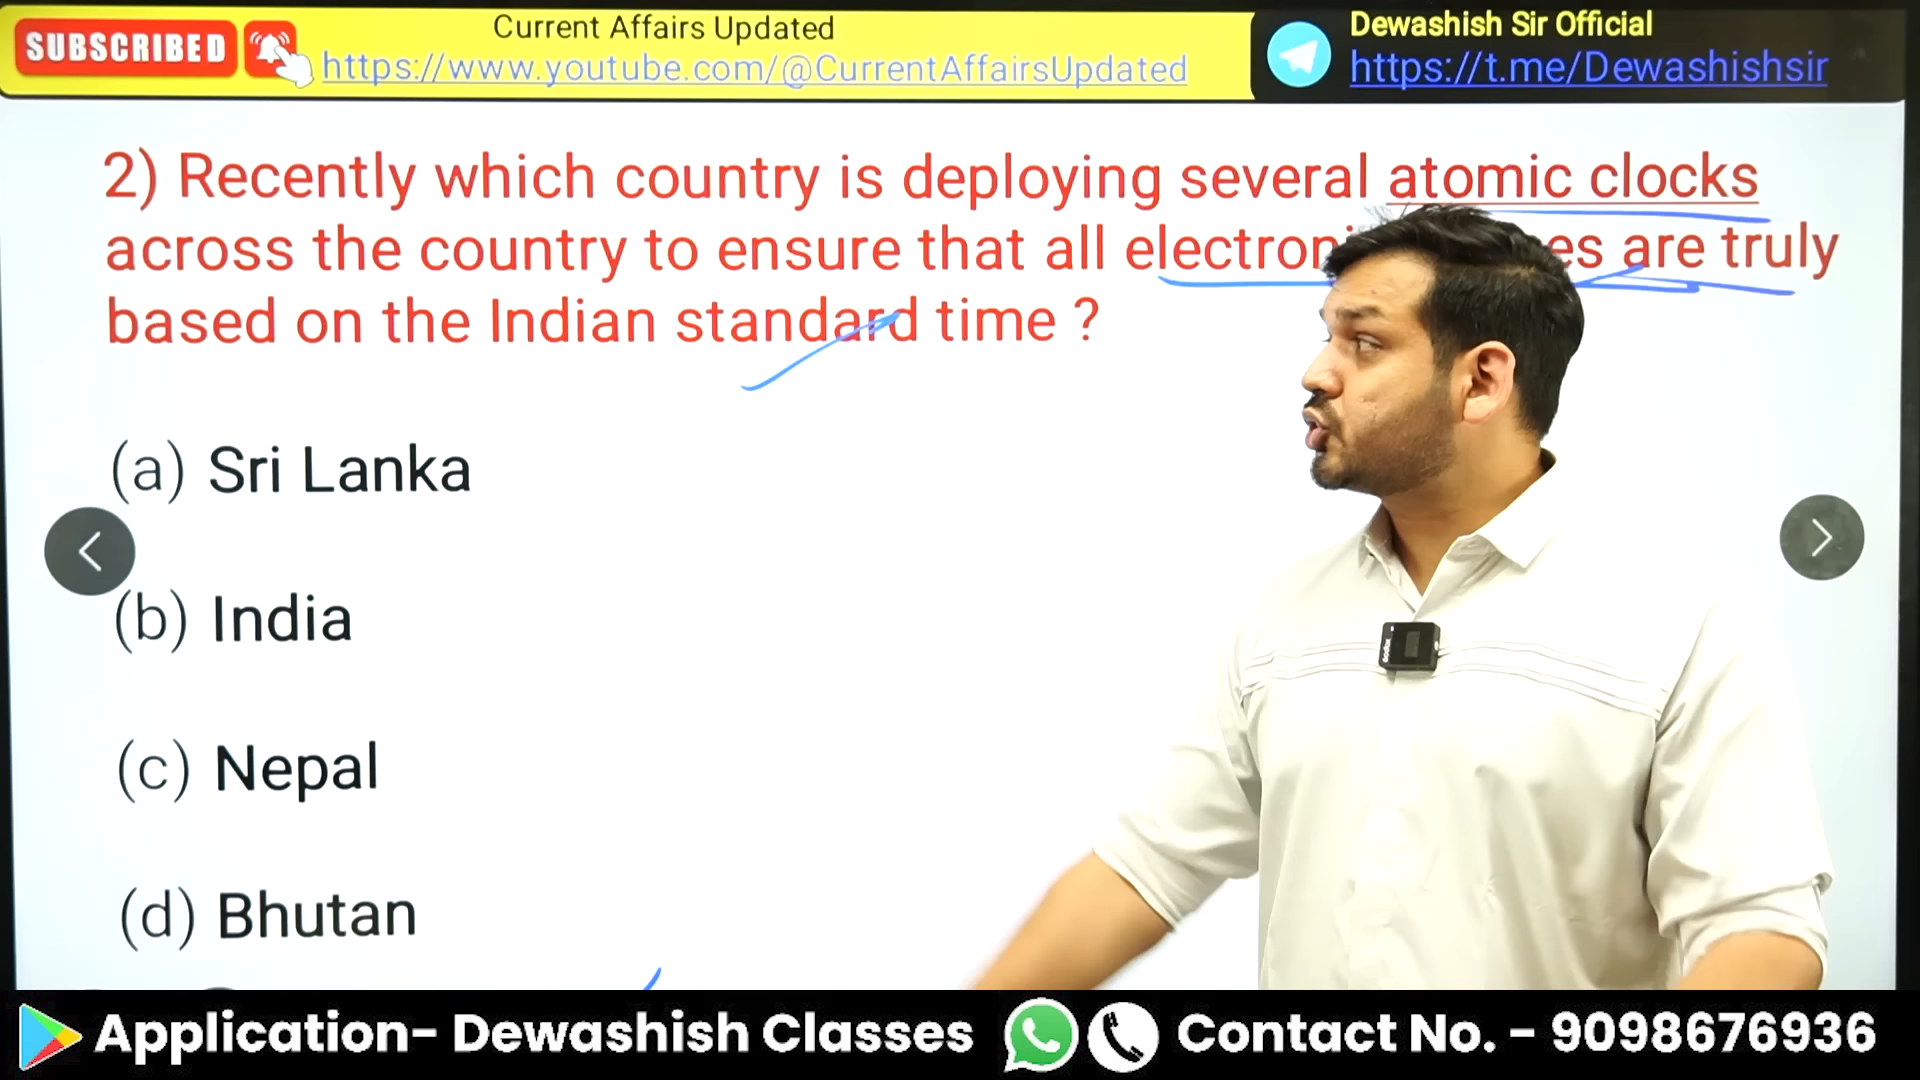 SUBSCRIBED
Current Affairs Updated
https://www.youtube.com/@CurrentAffairsUpdated
Dewashish Sir Official
https://t.me/Dewashishsir
2) Recently which country is deploying several atomic clocks
across the country to ensure that all es are truly
based on the Indian standard time ?
(a) Sri Lanka
(b) India
(c) Nepal
(d) Bhutan
Application- Dewashish Classes
Contact No. - 9098676936